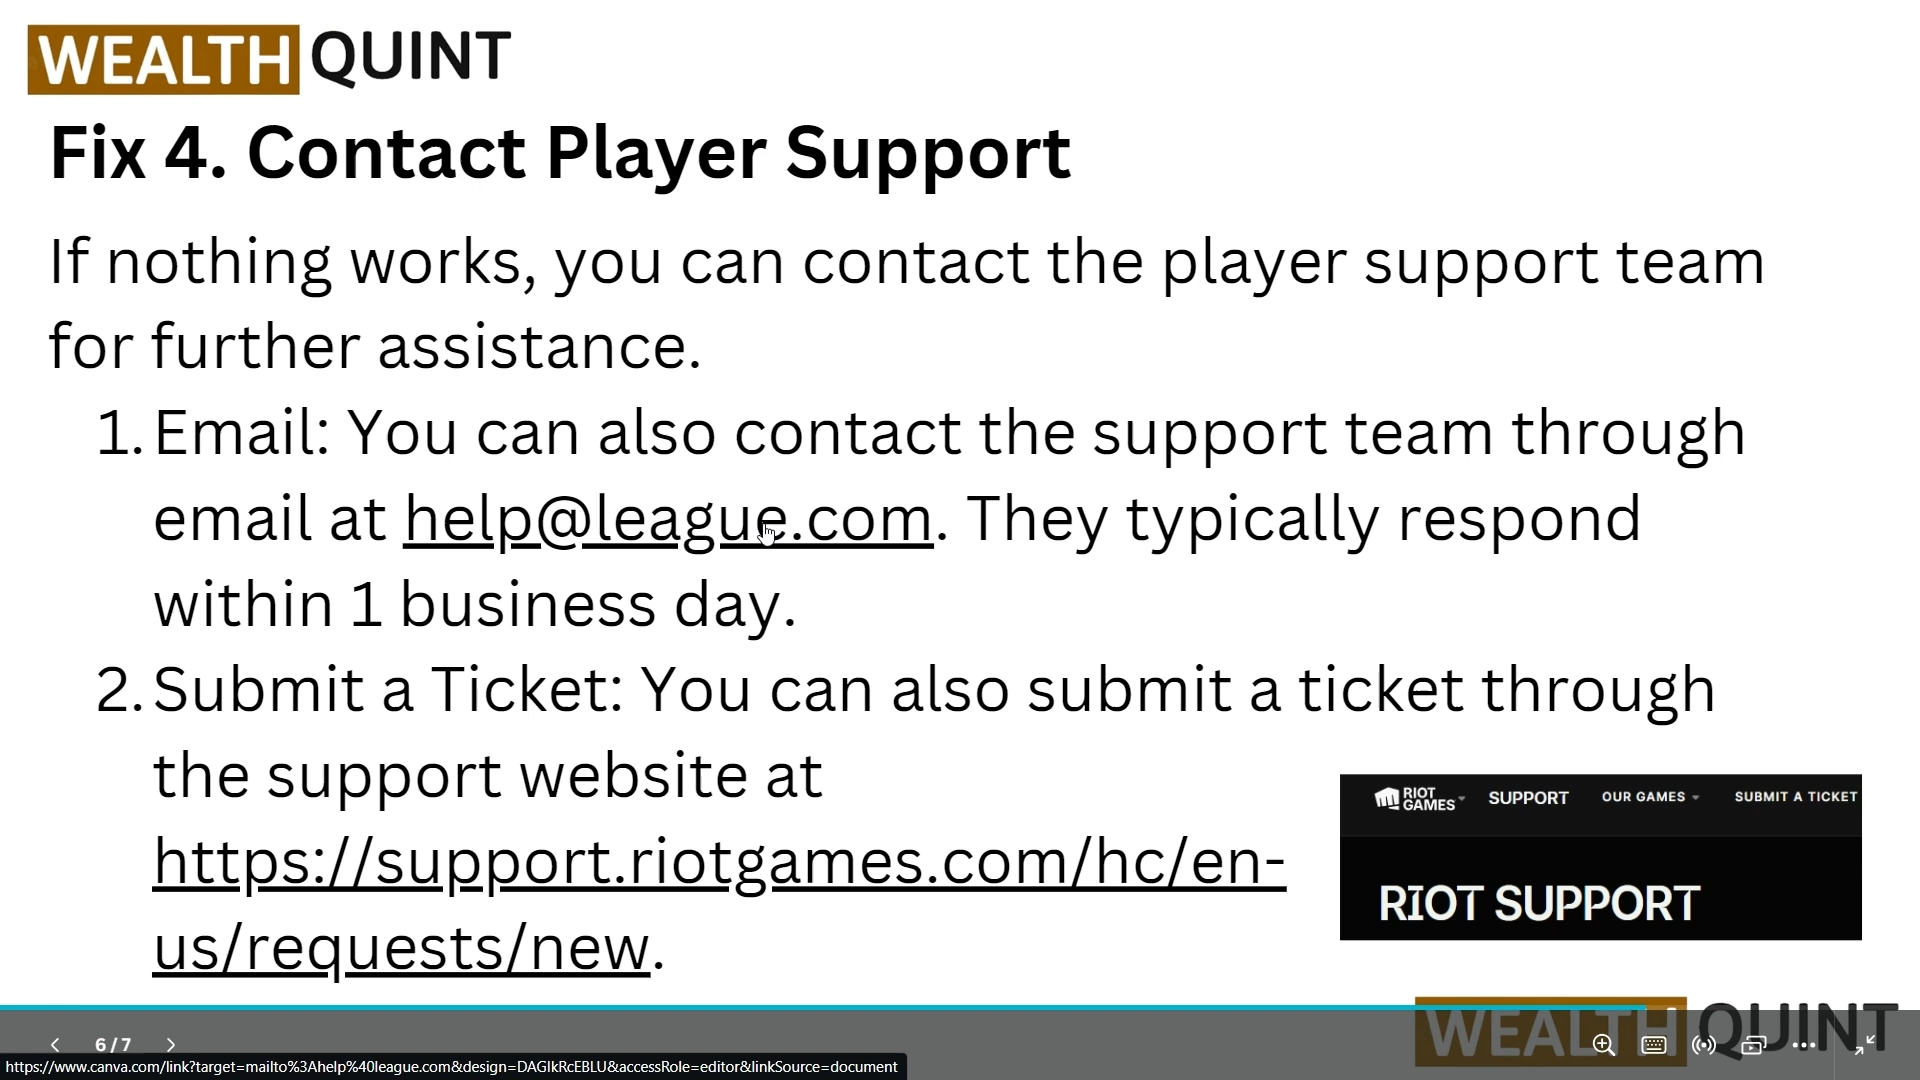 WEALTH QUINT
Fix 4. Contact Player Support
If nothing works, you can contact the player support team
for further assistance.
1. Email: You can also contact the support team through
email at help@league.com. They typically respond
within 1 business day.
2. Submit a Ticket: You can also submit a ticket through
the support website at
https://support.riotgames.com/hc/en-
us/requests/new.
RIOT GAMES SUPPORT OUR GAMES SUBMIT A TICKET
RIOT SUPPORT
WEALTH QUINT
6 / 7
https://www.canva.com/link?target=mailto%3Ahelp%40league.com&design=DAGIkRcEBLU&accessRole=editor&linkSource=document